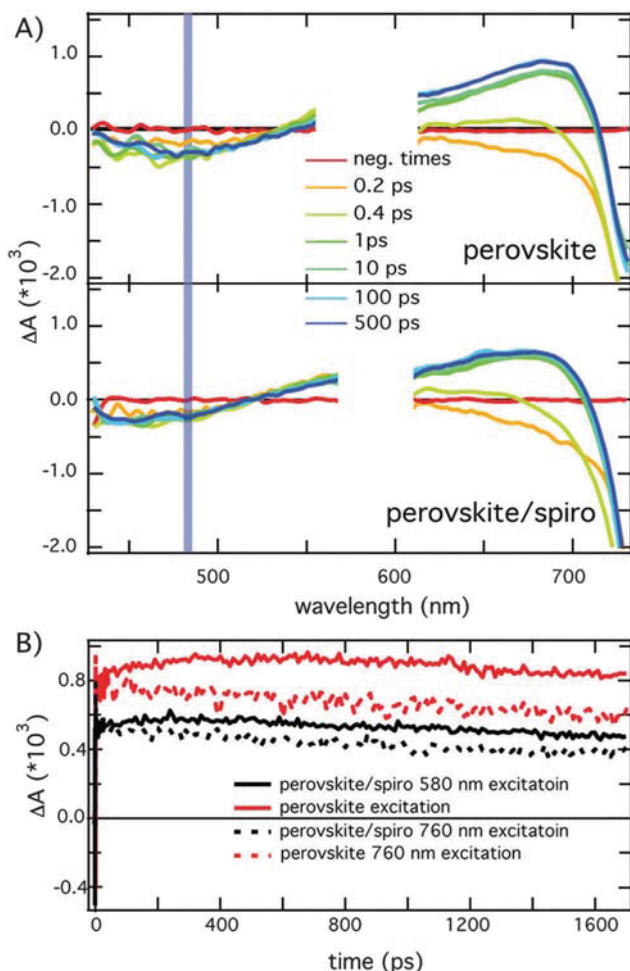 A)
1.0
0.0
-1.0
-2.0
neg. times
0.2 ps
0.4 ps
1ps
10 ps
perovskite
ΔA (*10³)
1.0
0.0
-1.0
-2.0
100 ps
500 ps
perovskite/spiro
500
600
700
wavelength (nm)
B)
0.8
0.4
0.0
-0.4
ΔA (*10³)
perovskite/spiro 580 nm excitatoin
perovskite excitation
perovskite/spiro 760 nm excitatoin
perovskite 760 nm excitation
0
400
800
1200
1600
time (ps)